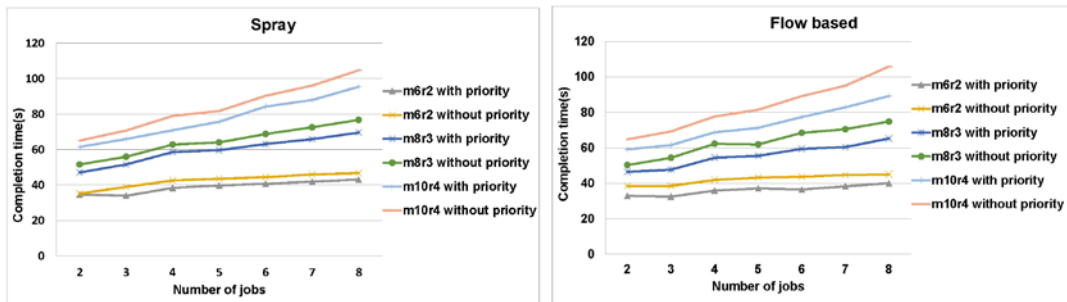 Spray
Completion time(s)
120
100
80
60
40
20
0
2 3 4 5 6 7 8
Number of jobs
m6r2 with priority
m6r2 without priority
m8r3 with priority
m8r3 without priority
m10r4 with priority
m10r4 without priority
Flow based
Completion time(s)
120
100
80
60
40
20
0
2 3 4 5 6 7 8
Number of jobs
m6r2 with priority
m6r2 without priority
m8r3 with priority
m8r3 without priority
m10r4 with priority
m10r4 without priority